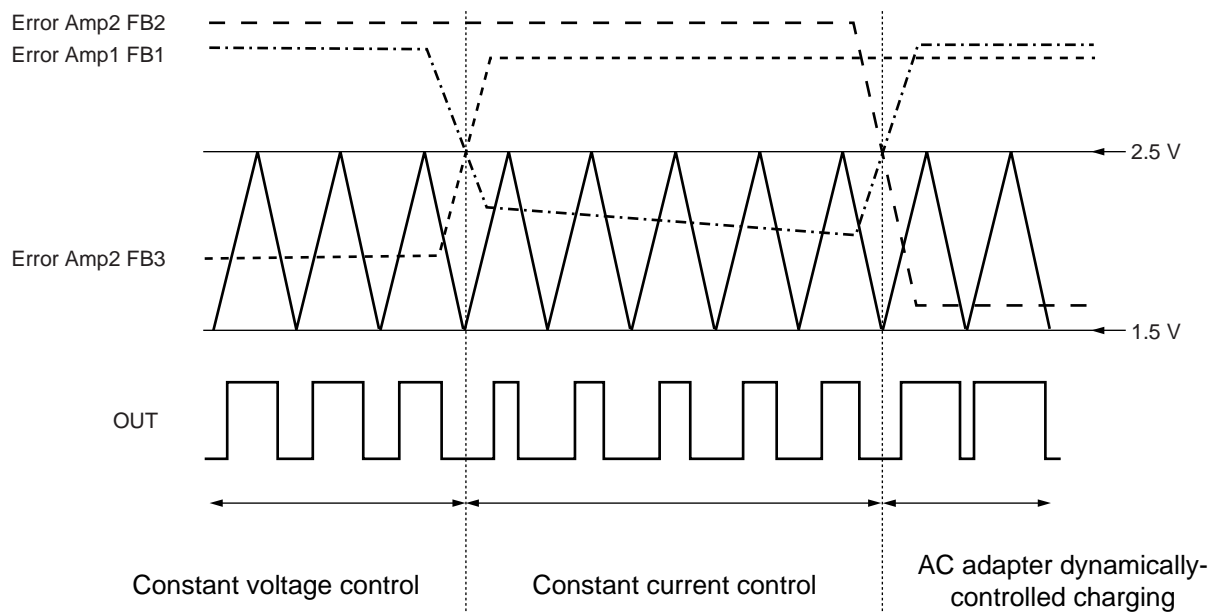 Error Amp2 FB2
Error Amp1 FB1
2.5 V
Error Amp2 FB3
1.5 V
OUT
Constant voltage control
Constant current control
AC adapter dynamically-
controlled charging